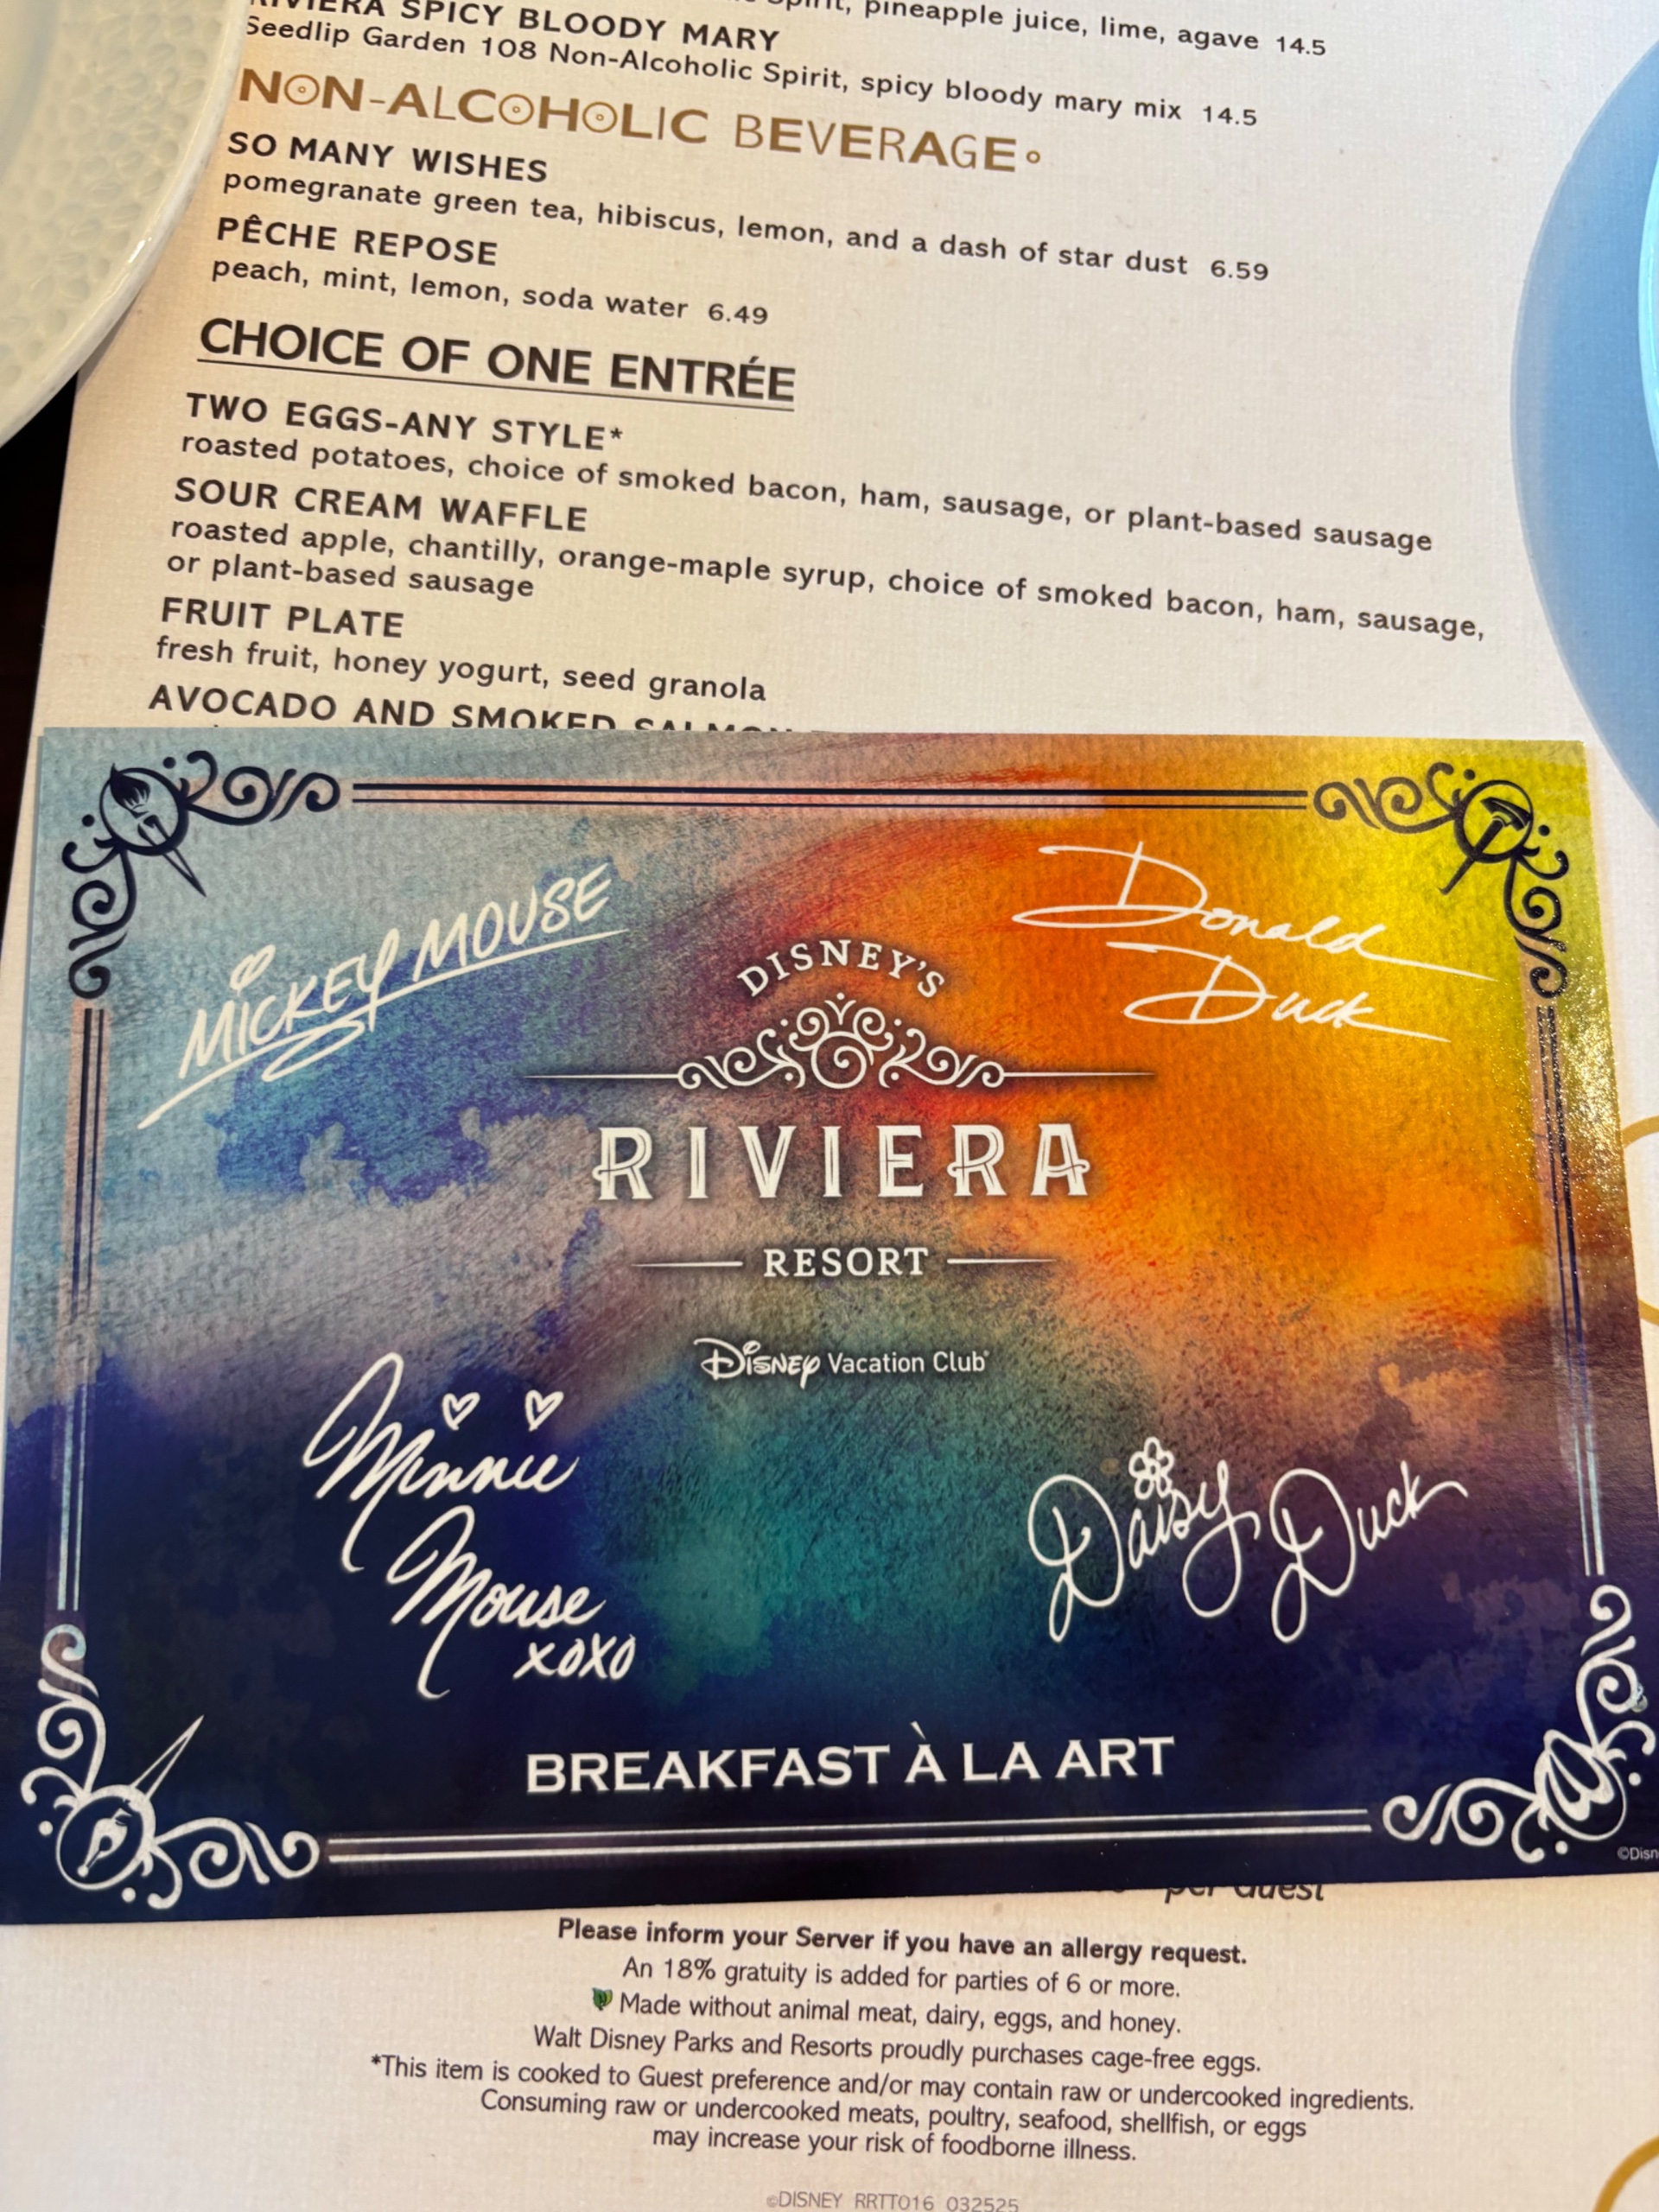 pineapple juice, lime, agave 14.5
RIVIERA SPICY BLOODY MARY
Seedlip Garden 108 Non-Alcoholic Spirit, spicy bloody mary mix 14.5
NON-ALCOHOLIC BEVERAGE
SO MANY WISHES
pomegranate green tea, hibiscus, lemon, and a dash of star dust 6.59
PÊCHE REPOSE
peach, mint, lemon, soda water 6.49
CHOICE OF ONE ENTRÉE
TWO EGGS-ANY STYLE*
roasted potatoes, choice of smoked bacon, ham, sausage, or plant-based sausage
SOUR CREAM WAFFLE
roasted apple, chantilly, orange-maple syrup, choice of smoked bacon, ham, sausage,
or plant-based sausage
FRUIT PLATE
fresh fruit, honey yogurt, seed granola
AVOCADO AND SMOKED SALMON
MICKEY MOUSE
Donald
Duck
DISNEY'S
RIVIERA
RESORT
DISNEY Vacation Club®
Minnie
Mouse
xoxo
Daisy Duck
BREAKFAST À LA ART
per Guest
Please inform your Server if you have an allergy request.
An 18% gratuity is added for parties of 6 or more.
Made without animal meat, dairy, eggs, and honey.
Walt Disney Parks and Resorts proudly purchases cage-free eggs.
*This item is cooked to Guest preference and/or may contain raw or undercooked ingredients.
Consuming raw or undercooked meats, poultry, seafood, shellfish, or eggs
may increase your risk of foodborne illness.
©DISNEY RRTT016 032525